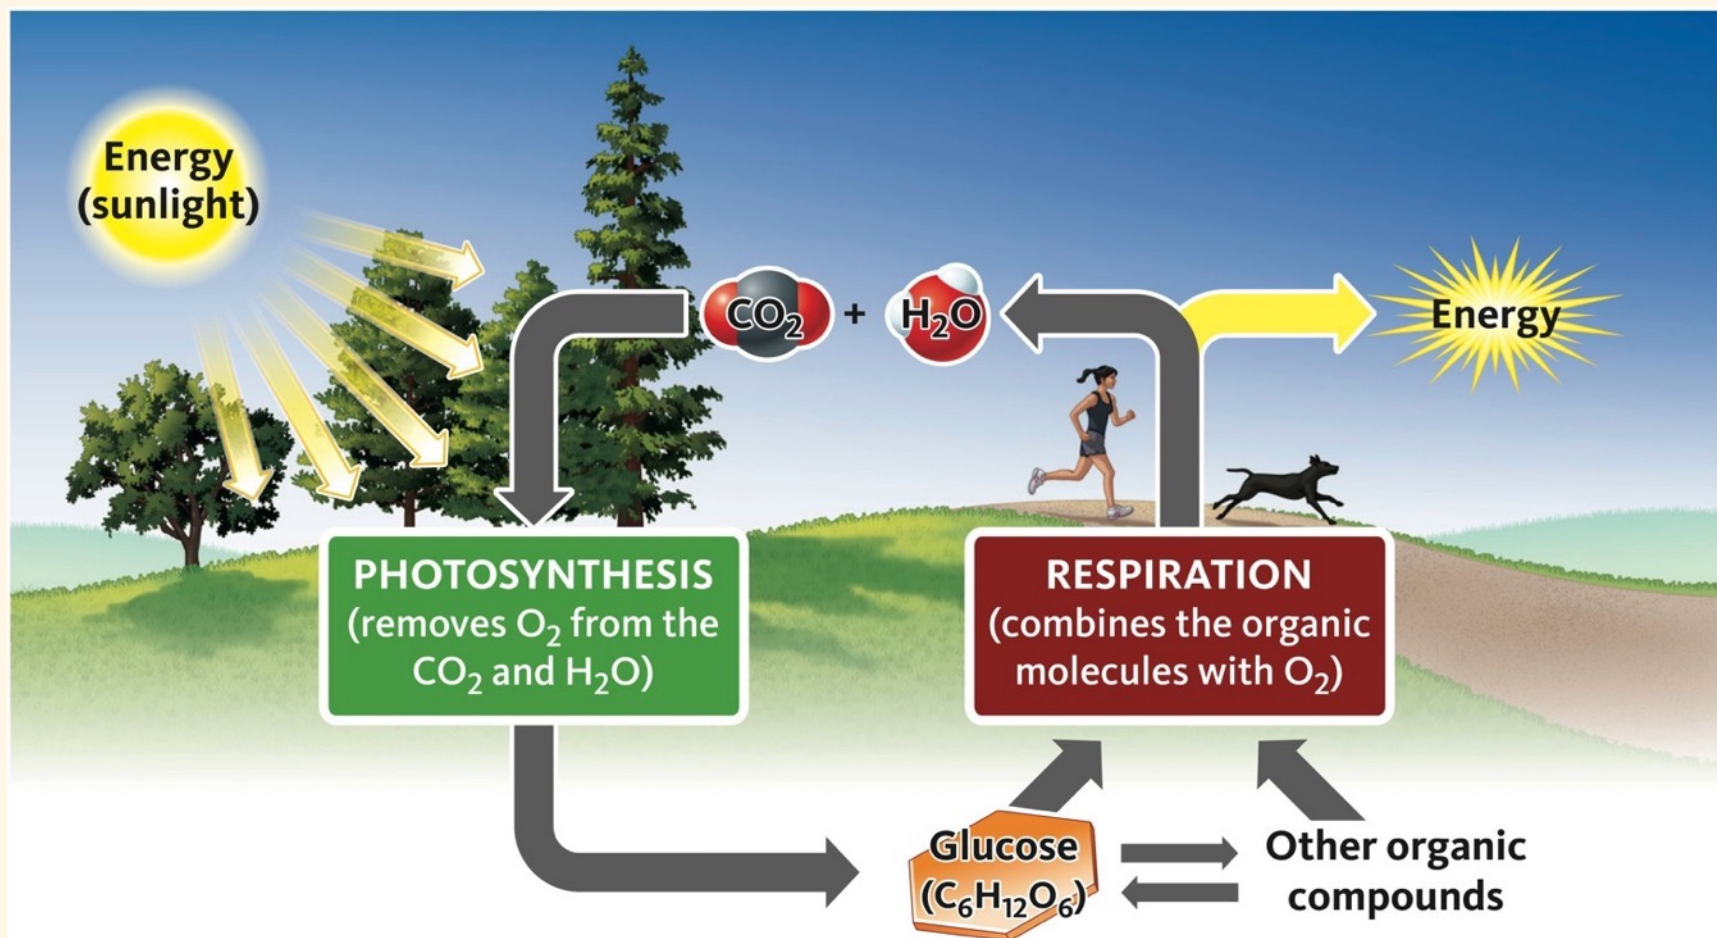 Energy
(sunlight)
CO₂ + H₂O
Energy
PHOTOSYNTHESIS
(removes O₂ from the
CO₂ and H₂O)
RESPIRATION
(combines the organic
molecules with O₂)
Glucose
(C₆H₁₂O₆)
Other organic
compounds